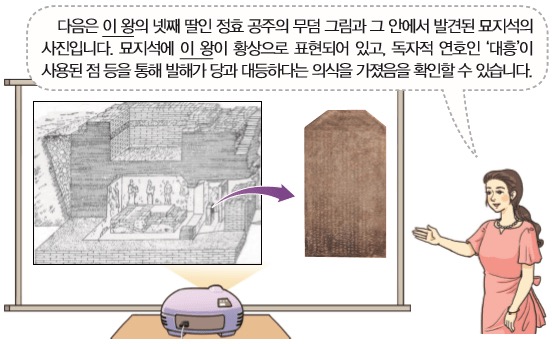 다음은 이 왕의 넷째 딸인 정효 공주의 무덤 그림과 그 안에서 발견된 묘지석의
사진입니다. 묘지석에 이 왕이 황상으로 표현되어 있고, 독자적 연호인 ‘대흥’이
사용된 점 등을 통해 발해가 당과 대등하다는 의식을 가졌음을 확인할 수 있습니다.